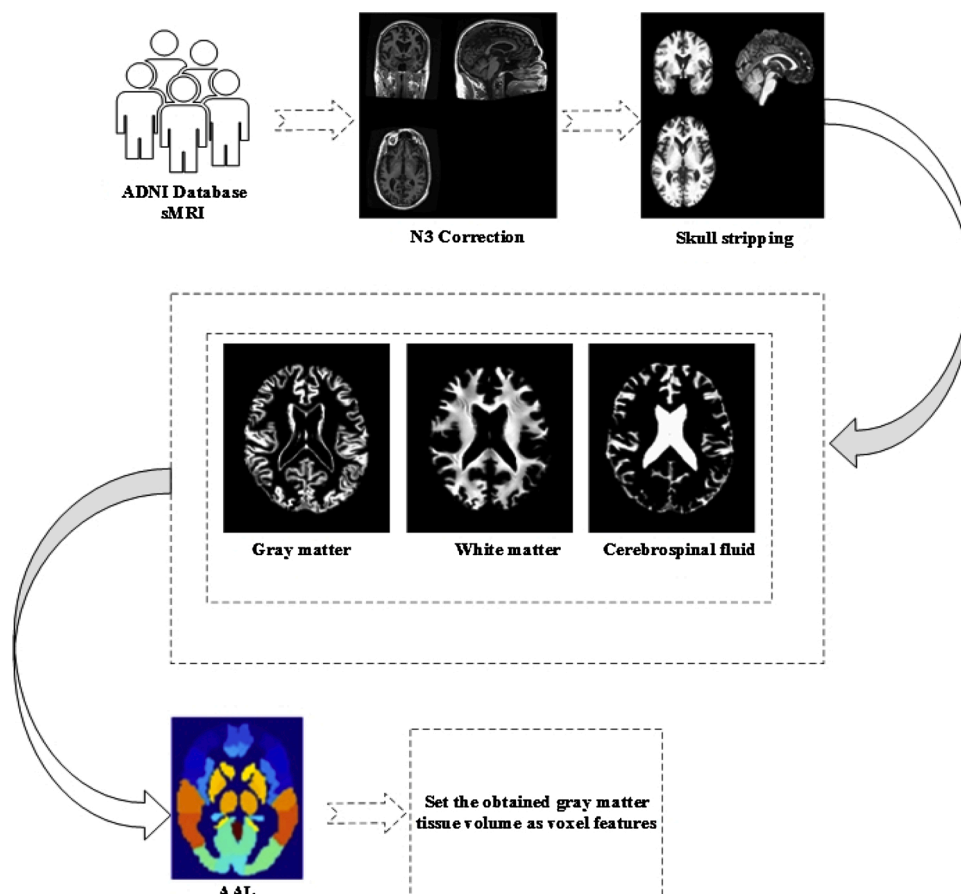 ADNI Database
sMRI
N3 Correction
Skull stripping
Gray matter
White matter
Cerebrospinal fluid
AAL
Set the obtained gray matter
tissue volume as voxel features